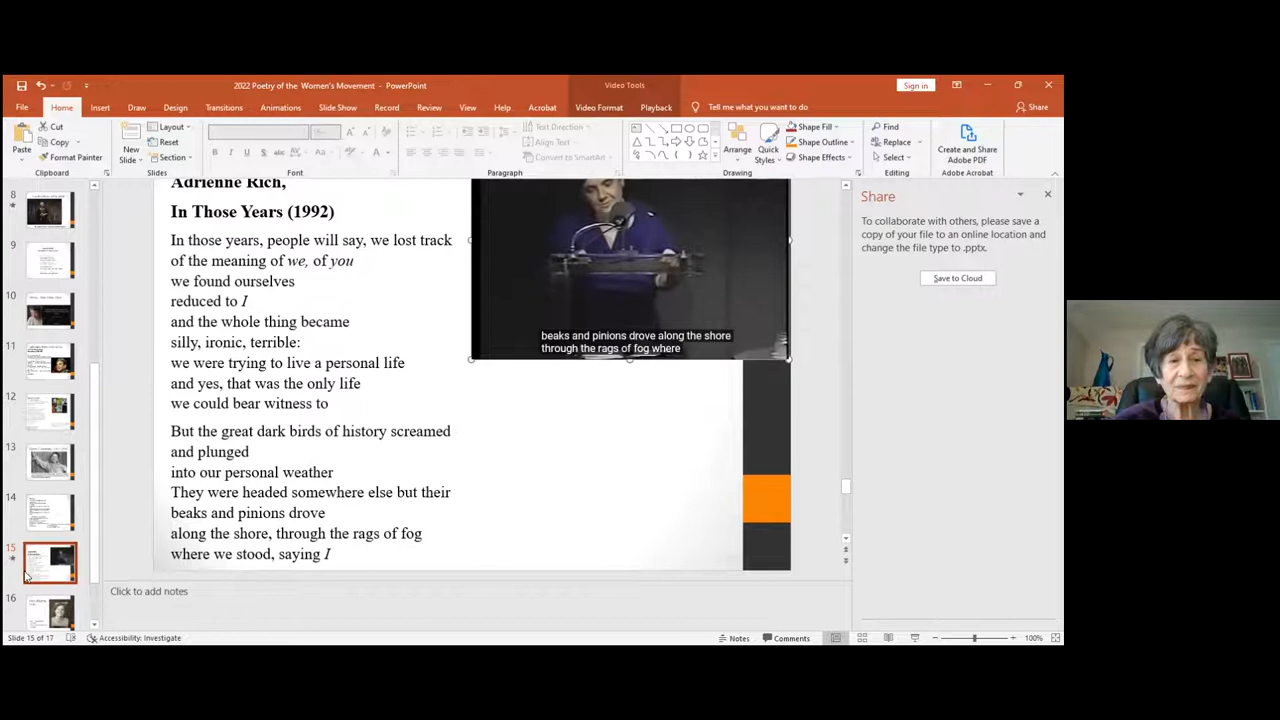 2022 Poetry of the Women's Movement - PowerPoint
Video Tools
Sign in
File Home Insert Draw Design Transitions Animations Slide Show Record Review View Help Acrobat Video Format Playback Tell me what you want to do Share
Paste
Cut
Copy
Format Painter
Clipboard
New Slide
Layout
Reset
Section
Slides
Font
Text Direction
Align Text
Convert to SmartArt
Paragraph
Arrange
Quick Styles
Shape Fill
Shape Outline
Shape Effects
Drawing
Find
Replace
Select
Editing
Create and Share Adobe PDF
Adobe Acrobat
8
9
10
11
12
13
14
15
16
Adrienne Rich,
In Those Years (1992)
In those years, people will say, we lost track
of the meaning of we, of you
we found ourselves
reduced to I
and the whole thing became
silly, ironic, terrible:
we were trying to live a personal life
and yes, that was the only life
we could bear witness to
But the great dark birds of history screamed
and plunged
into our personal weather
They were headed somewhere else but their
beaks and pinions drove
along the shore, through the rags of fog
where we stood, saying I
beaks and pinions drove along the shore
through the rags of fog where
Share
To collaborate with others, please save a
copy of your file to an online location and
change the file type to .pptx.
Save to Cloud
Click to add notes
Slide 15 of 17
Accessibility: Investigate
Notes
Comments
100%